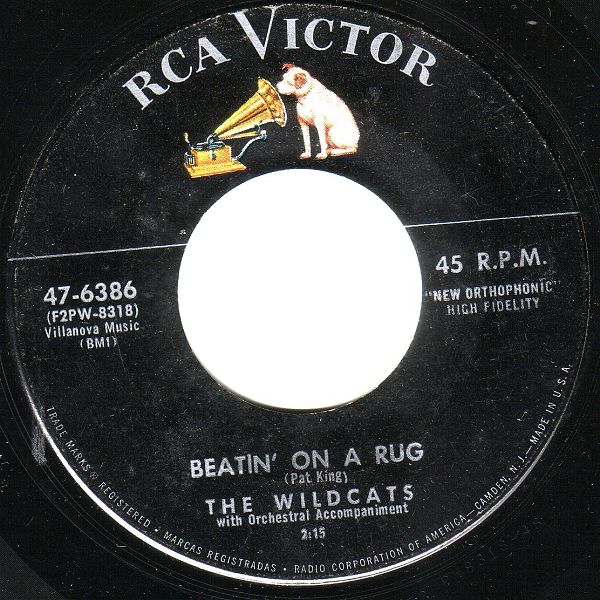 RCA VICTOR
47-6386
(F2PW-8318)
Villanova Music
(BMI)
45 R.P.M.
"NEW ORTHOPHONIC"
HIGH FIDELITY
BEATIN' ON A RUG
(Pat King)
THE WILDCATS
with Orchestral Accompaniment
2:15
TRADE MARKS ® REGISTERED • MARCAS REGISTRADAS • RADIO CORPORATION OF AMERICA—CAMDEN, N.J.—MADE IN U.S.A.